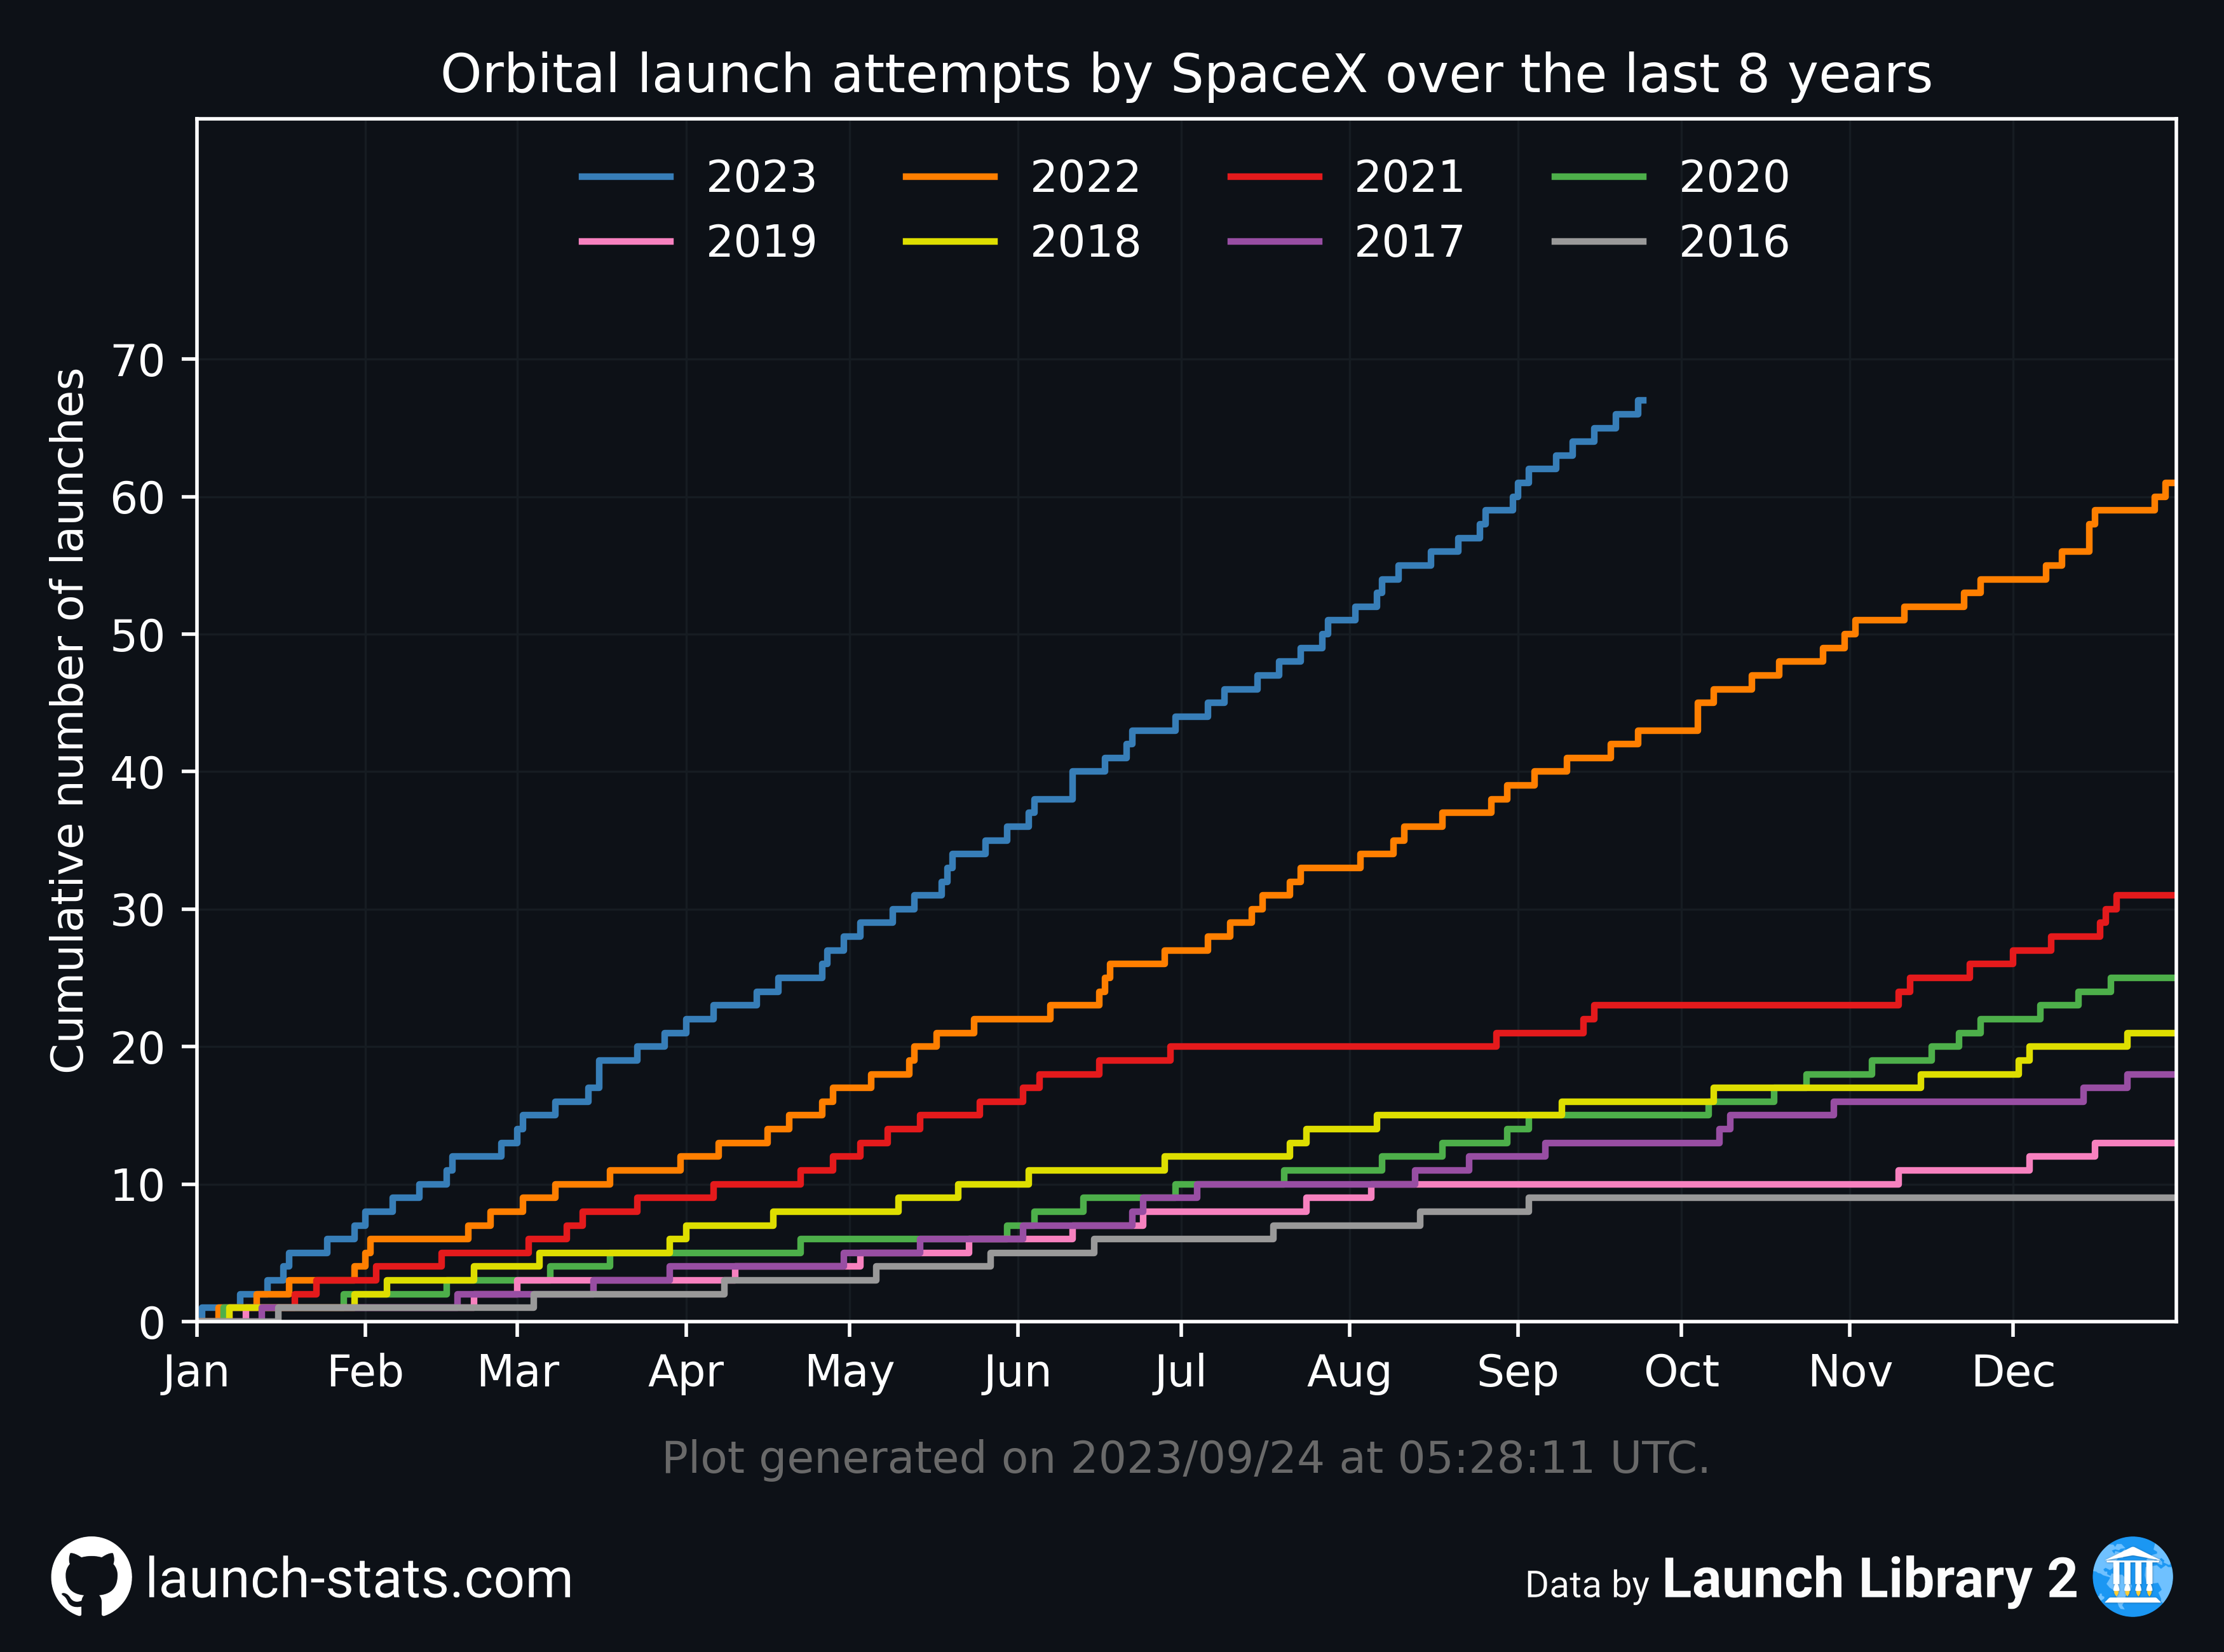 Orbital launch attempts by SpaceX over the last 8 years
2023 2022 2021 2020
2019 2018 2017 2016
Cumulative number of launches
70
60
50
40
30
20
10
0
Jan Feb Mar Apr May Jun Jul Aug Sep Oct Nov Dec
Plot generated on 2023/09/24 at 05:28:11 UTC.
launch-stats.com
Data by Launch Library 2